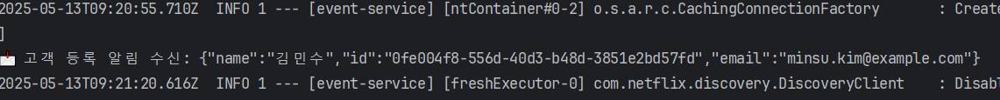 2025-05-13T09:20:55.710Z  INFO 1 --- [event-service] [ntContainer#0-2] o.s.a.r.c.CachingConnectionFactory       : Create
]
고객 등록 알림 수신: {"name":"김민수","id":"0fe004f8-556d-40d3-b48d-3851e2bd57fd","email":"minsu.kim@example.com"}
2025-05-13T09:21:20.616Z  INFO 1 --- [event-service] [freshExecutor-0] com.netflix.discovery.DiscoveryClient    : Disabl